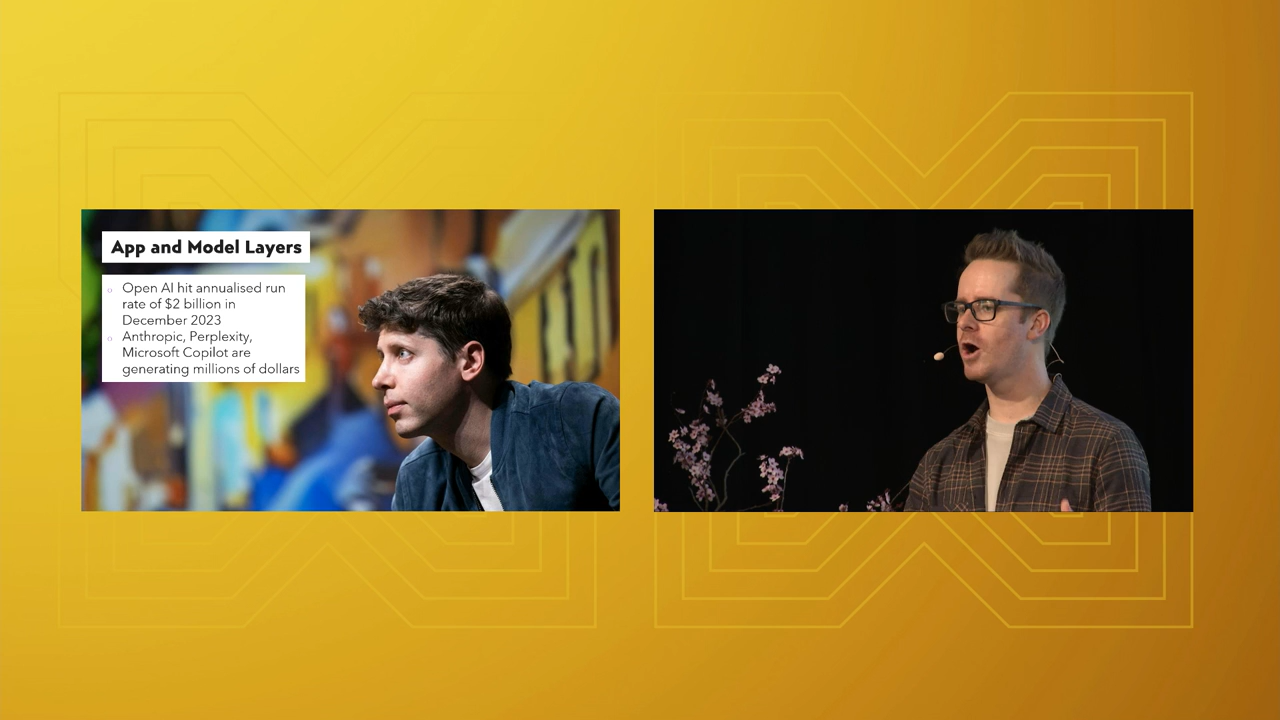 App and Model Layers
Open AI hit annualised run
rate of $2 billion in
December 2023
Anthropic, Perplexity,
Microsoft Copilot are
generating millions of dollars